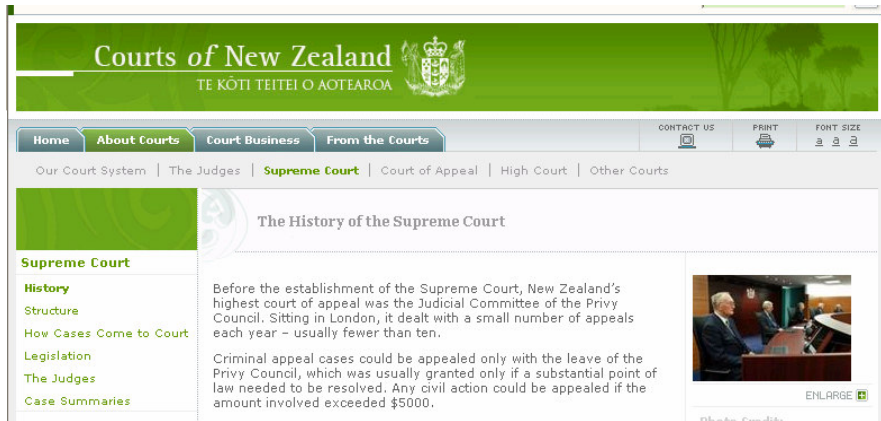 Courts of New Zealand
TE KŌTI TEITEI O AOTEAROA
Home About Courts Court Business From the Courts
CONTACT US PRINT FONT SIZE
a a a
Our Court System | The Judges | Supreme Court | Court of Appeal | High Court | Other Courts
The History of the Supreme Court
Supreme Court
History
Structure
How Cases Come to Court
Legislation
The Judges
Case Summaries
Before the establishment of the Supreme Court, New Zealand's
highest court of appeal was the Judicial Committee of the Privy
Council. Sitting in London, it dealt with a small number of appeals
each year – usually fewer than ten.
Criminal appeal cases could be appealed only with the leave of the
Privy Council, which was usually granted only if a substantial point of
law needed to be resolved. Any civil action could be appealed if the
amount involved exceeded $5000.
ENLARGE